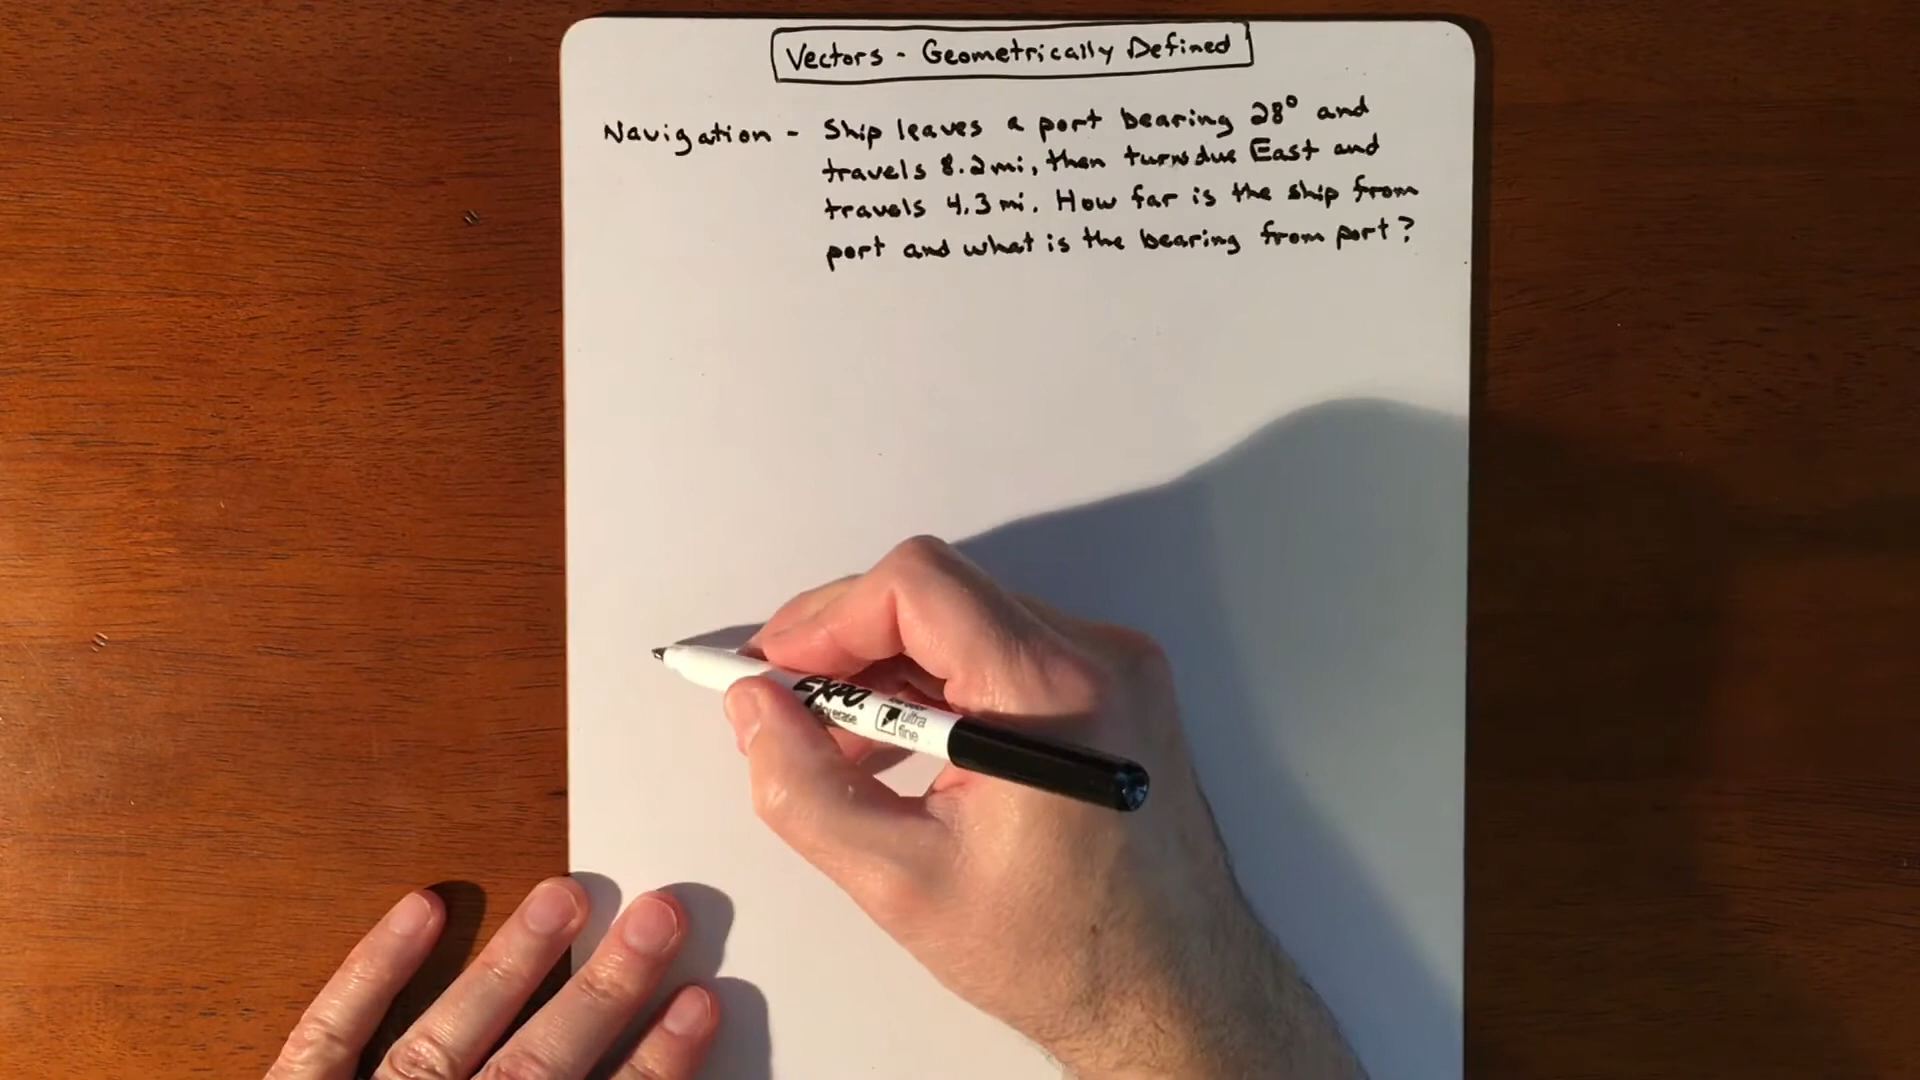 Vectors - Geometrically Defined
Navigation - Ship leaves a port bearing 28° and
travels 8.2mi, then turns due East and
travels 4.3 mi. How far is the ship from
port and what is the bearing from port?
EXPO.
dry erase
ultra
fine